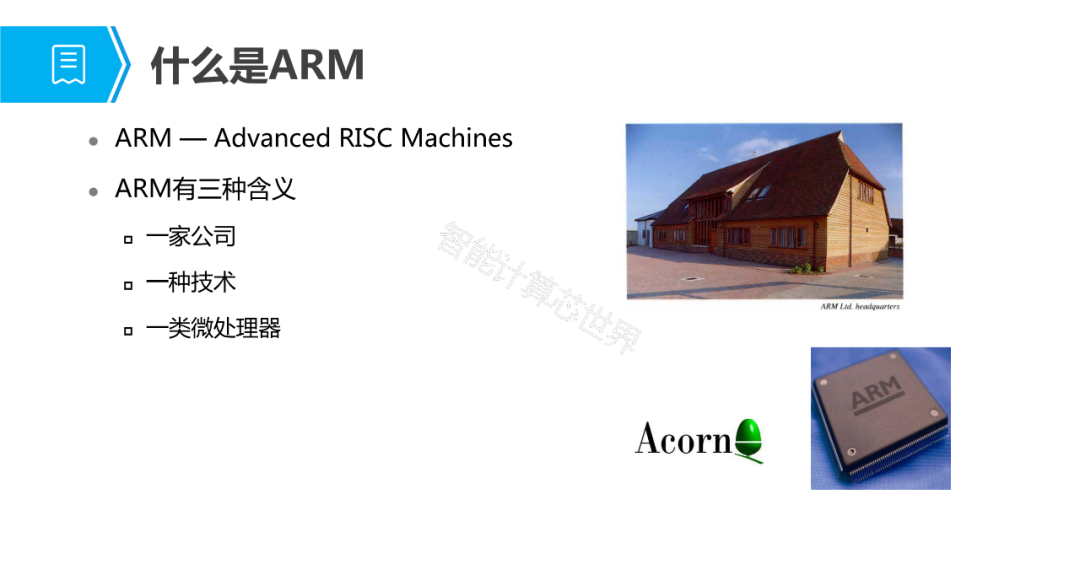 什么是ARM
ARM — Advanced RISC Machines
ARM有三种含义
一家公司
一种技术
一类微处理器
智能计算芯世界
ARM Ltd. headquarters
Acorn
ARM